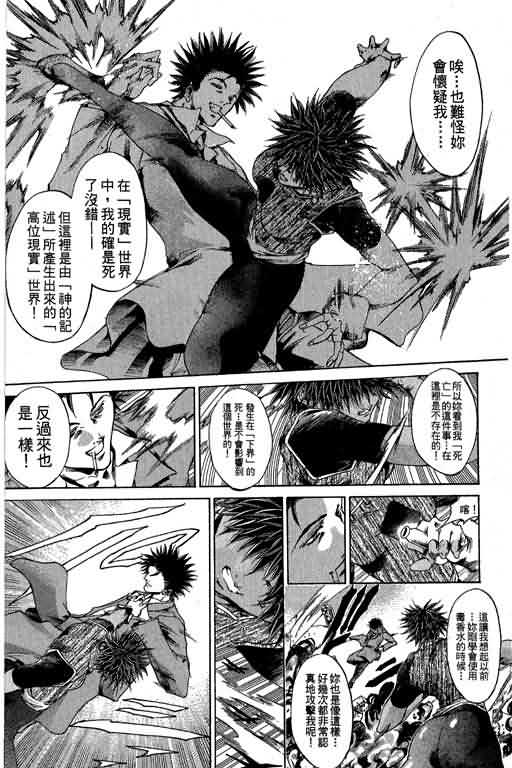 唉⋯也難怪妳
會懷疑我⋯⋯
在「現實」世界
中，我的確是死
了沒錯──
但這裡是由「神的記
述」所產生出來的「
高位現實」世界！
所以妳看到我「死
亡」的這件事⋯在
這裡是不存在的！
發生在「下界」的
死！是不會影響到
這個世界的！
反過來也
是一樣！
喀！
這讓我想起以前
⋯妳剛學會使用
毒香水的時候⋯
妳也是像這樣⋯
好幾次都非常認
真地攻擊我呢！